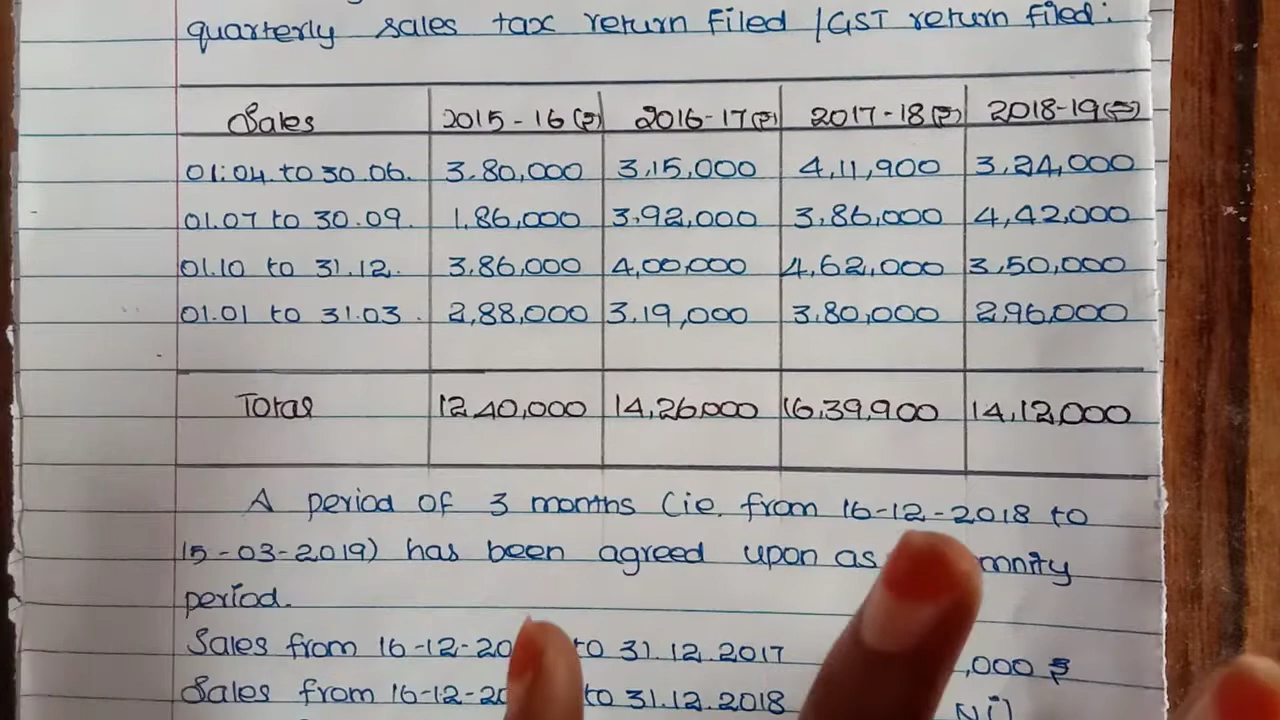 quarterly sales tax return filed / GST return filed:
Sales 2015-16(₹) 2016-17(₹) 2017-18(₹) 2018-19(₹)
01.04 to 30.06. 3,80,000 3,15,000 4,11,900 3,24,000
01.07 to 30.09. 1,86,000 3,92,000 3,86,000 4,42,000
01.10 to 31.12. 3,86,000 4,00,000 4,62,000 3,50,000
01.01 to 31.03. 2,88,000 3,19,000 3,80,000 2,96,000
Total 12,40,000 14,26,000 16,39,900 14,12,000
A period of 3 months (ie. from 16-12-2018 to
15-03-2019) has been agreed upon as
period.
Sales from 16-12-20 to 31.12.2017 ,000 ₹
Sales from 16-12-20 to 31.12.2018 Nil